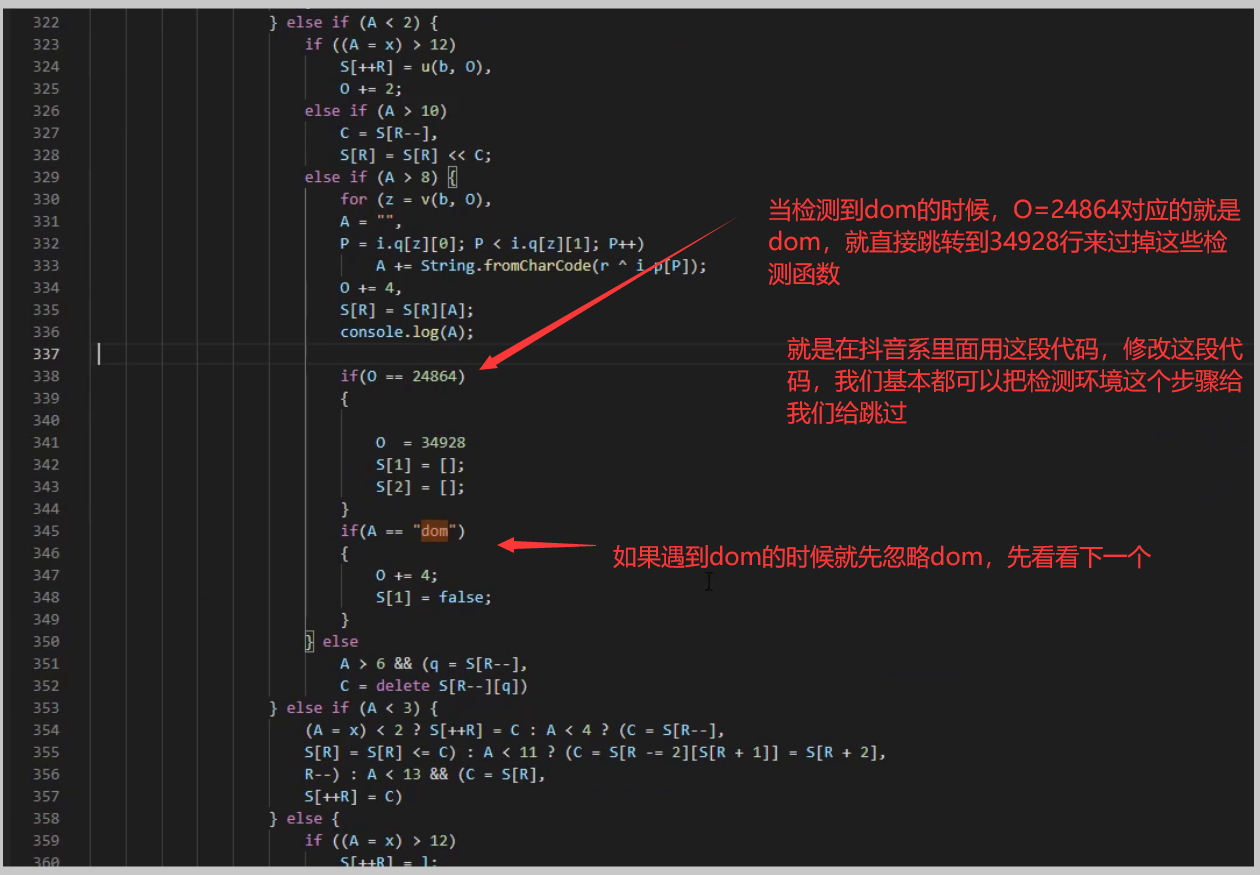 322 } else if (A < 2) {
323 if ((A = x) > 12)
324 S[++R] = u(b, O),
325 O += 2;
326 else if (A > 10)
327 C = S[R--],
328 S[R] = S[R] << C;
329 else if (A > 8) {
330 for (z = v(b, O),
331 A = "",
332 P = i.q[z][0]; P < i.q[z][1]; P++)
333 A += String.fromCharCode(r ^ i.p[P]);
334 O += 4,
335 S[R] = S[R][A];
336 console.log(A);
337
338 if(O == 24864)
339 {
340
341 O = 34928
342 S[1] = [];
343 S[2] = [];
344 }
345 if(A == "dom")
346 {
347 O += 4;
348 S[1] = false;
349 }
350 } else
351 A > 6 && (q = S[R--],
352 C = delete S[R--][q])
353 } else if (A < 3) {
354 (A = x) < 2 ? S[++R] = C : A < 4 ? (C = S[R--],
355 S[R] = S[R] <= C) : A < 11 ? (C = S[R -= 2][S[R + 1]] = S[R + 2],
356 R--) : A < 13 && (C = S[R],
357 S[++R] = C)
358 } else {
359 if ((A = x) > 12)
360 S[++R] = l;
当检测到dom的时候，O=24864对应的就是
dom，就直接跳转到34928行来过掉这些检
测函数
就是在抖音系里面用这段代码，修改这段代
码，我们基本都可以把检测环境这个步骤给
我们给跳过
如果遇到dom的时候就先忽略dom，先看看下一个